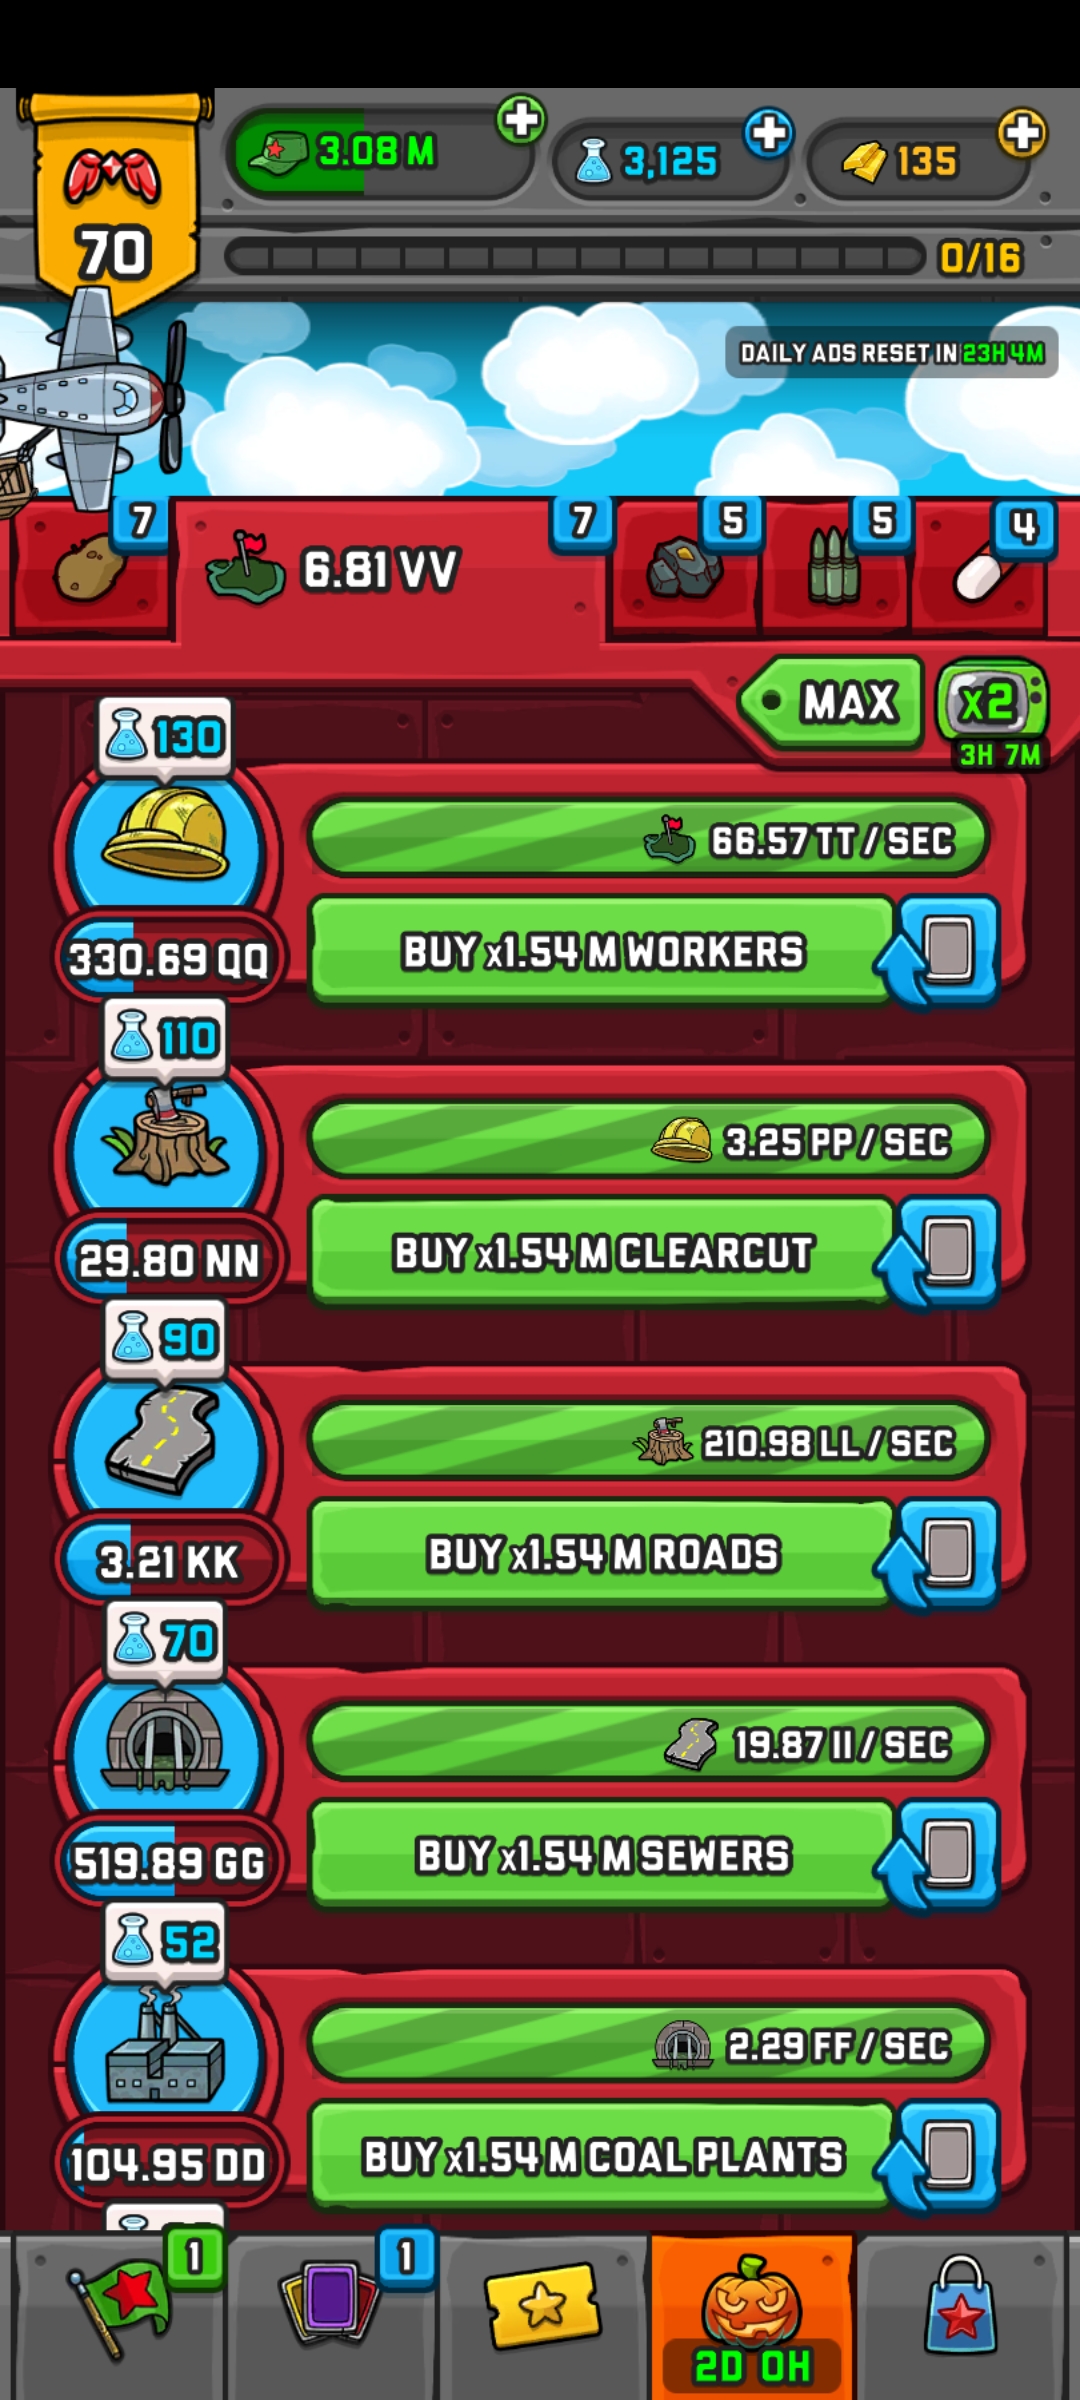 3.08 M
3,125
135
70
0/16
DAILY ADS RESET IN 23H 4M
7
6.81 VV
7
5
5
4
MAX
x2
3H 7M
130
66.57 TT / SEC
330.69 QQ
BUY x1.54 M WORKERS
110
3.25 PP / SEC
29.80 NN
BUY x1.54 M CLEARCUT
90
210.98 LL / SEC
3.21 KK
BUY x1.54 M ROADS
70
19.87 II / SEC
519.89 GG
BUY x1.54 M SEWERS
52
2.29 FF / SEC
104.95 DD
BUY x1.54 M COAL PLANTS
1
1
2D 0H